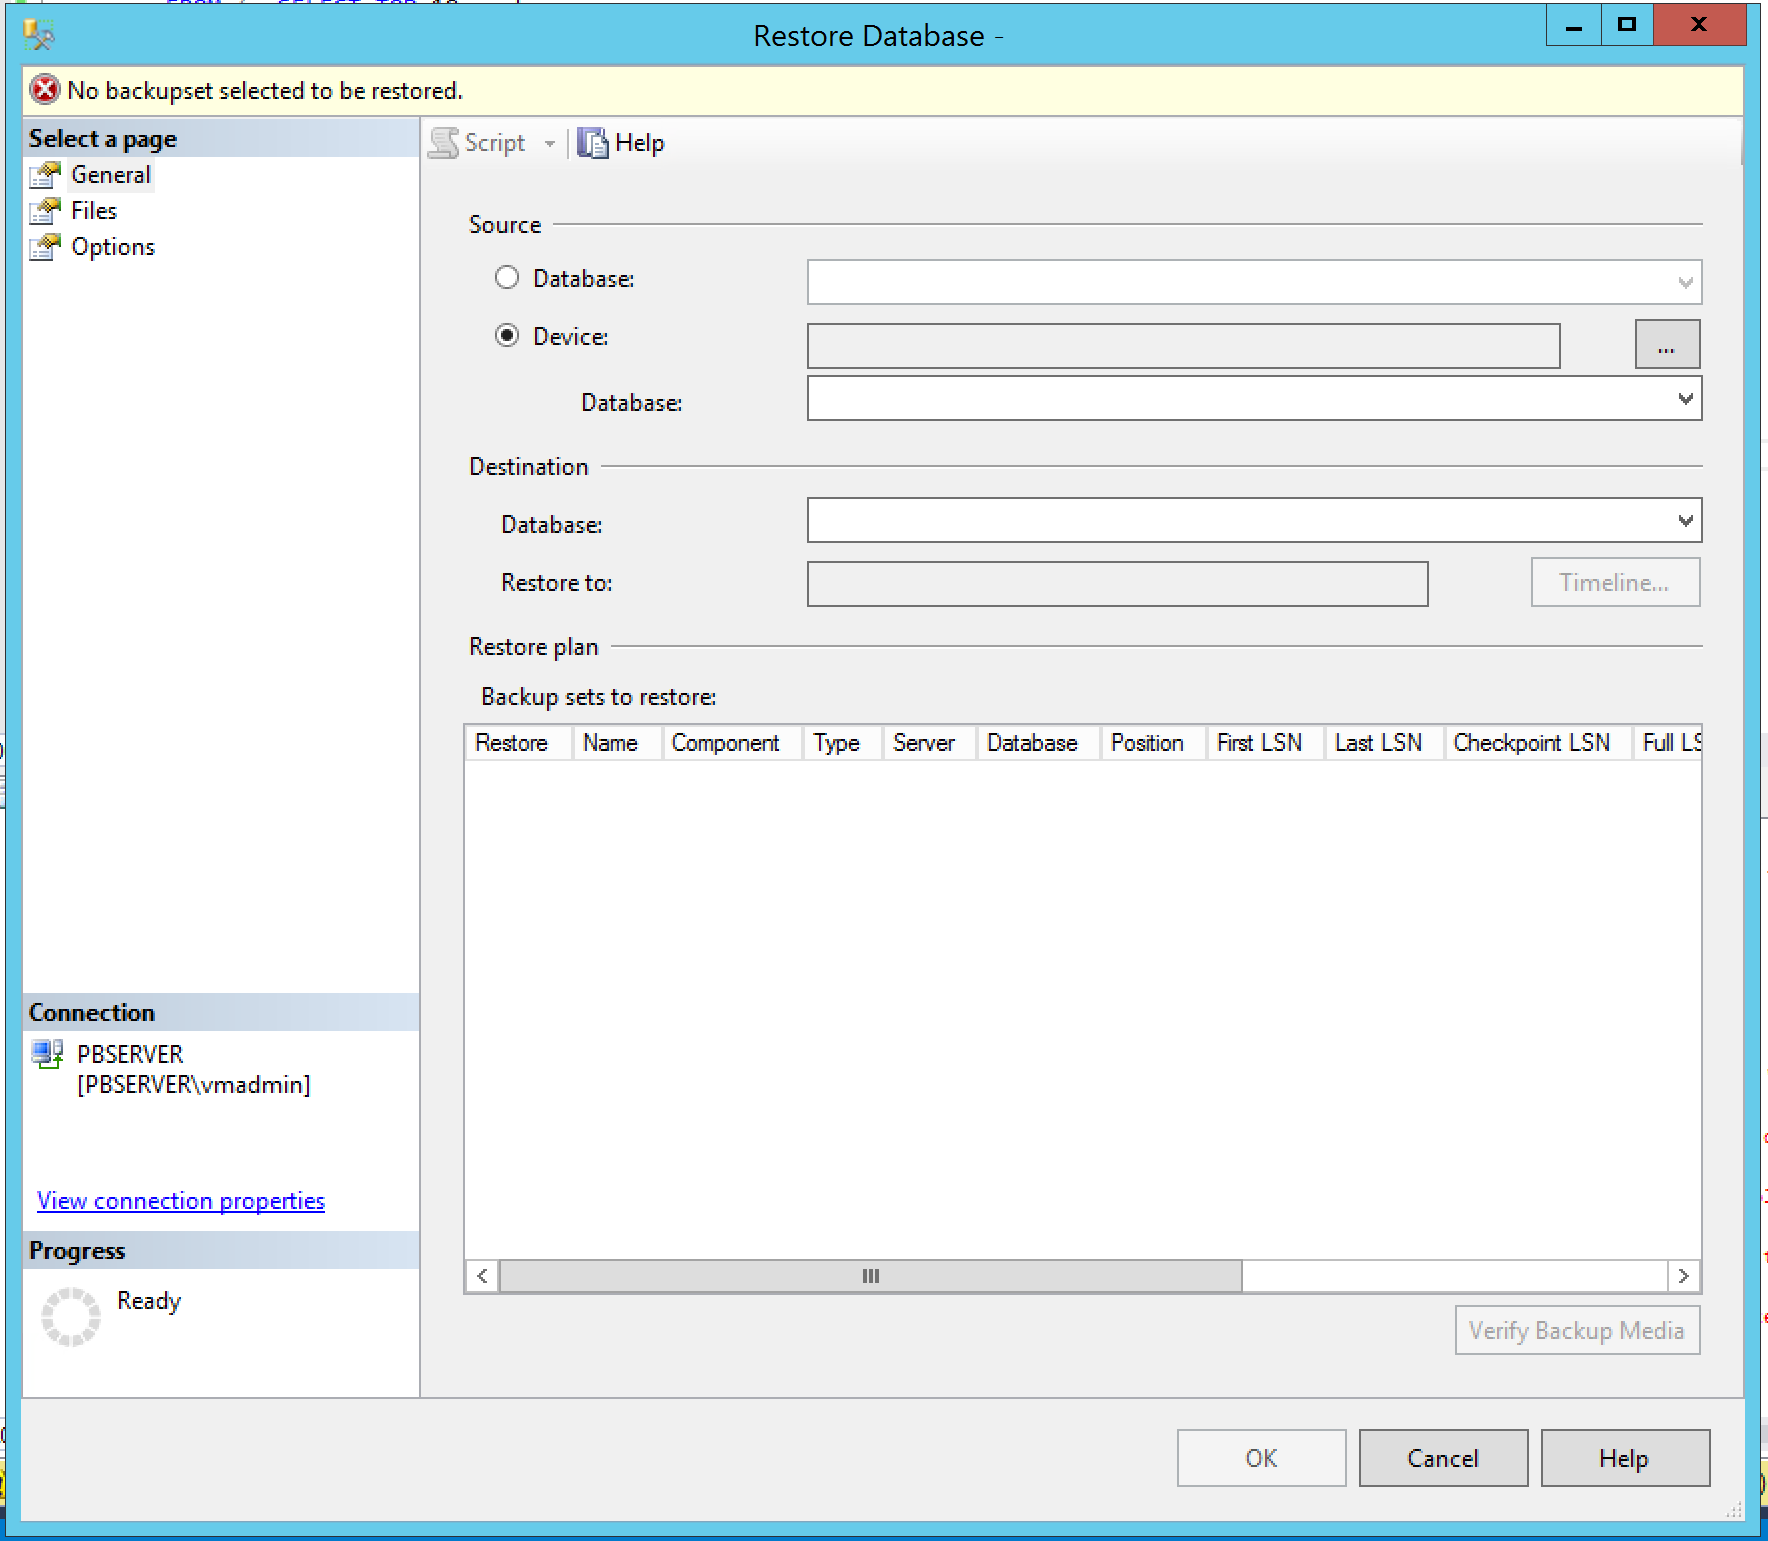 Restore Database -
No backupset selected to be restored.
Select a page
General
Files
Options
Script
Help
Source
Database:
Device:
...
Database:
Destination
Database:
Restore to:
Timeline...
Restore plan
Backup sets to restore:
Restore Name Component Type Server Database Position First LSN Last LSN Checkpoint LSN Full LS
Connection
PBSERVER
[PBSERVER\vmadmin]
View connection properties
Progress
Ready
Verify Backup Media
OK Cancel Help